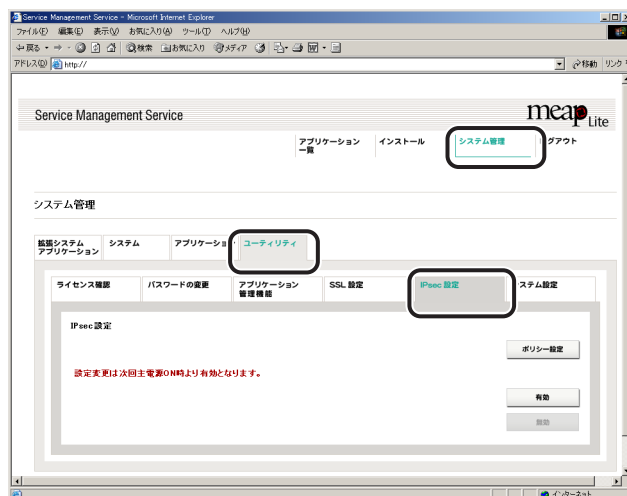 Service Management Service - Microsoft Internet Explorer
ファイル(F) 編集(E) 表示(V) お気に入り(A) ツール(T) ヘルプ(H)
戻る 検索 お気に入り メディア
アドレス(D) http:// 移動 リンク
Service Management Service
meap Lite
アプリケーション一覧 インストール システム管理 グアウト
システム管理
拡張システムアプリケーション システム アプリケーショ ユーティリティ
ライセンス確認 パスワードの変更 アプリケーション管理機能 SSL 設定 IPsec 設定 ステム設定
IPsec 設定
ポリシー設定
設定変更は次回主電源ON時より有効となります。
有効
無効
インターネット